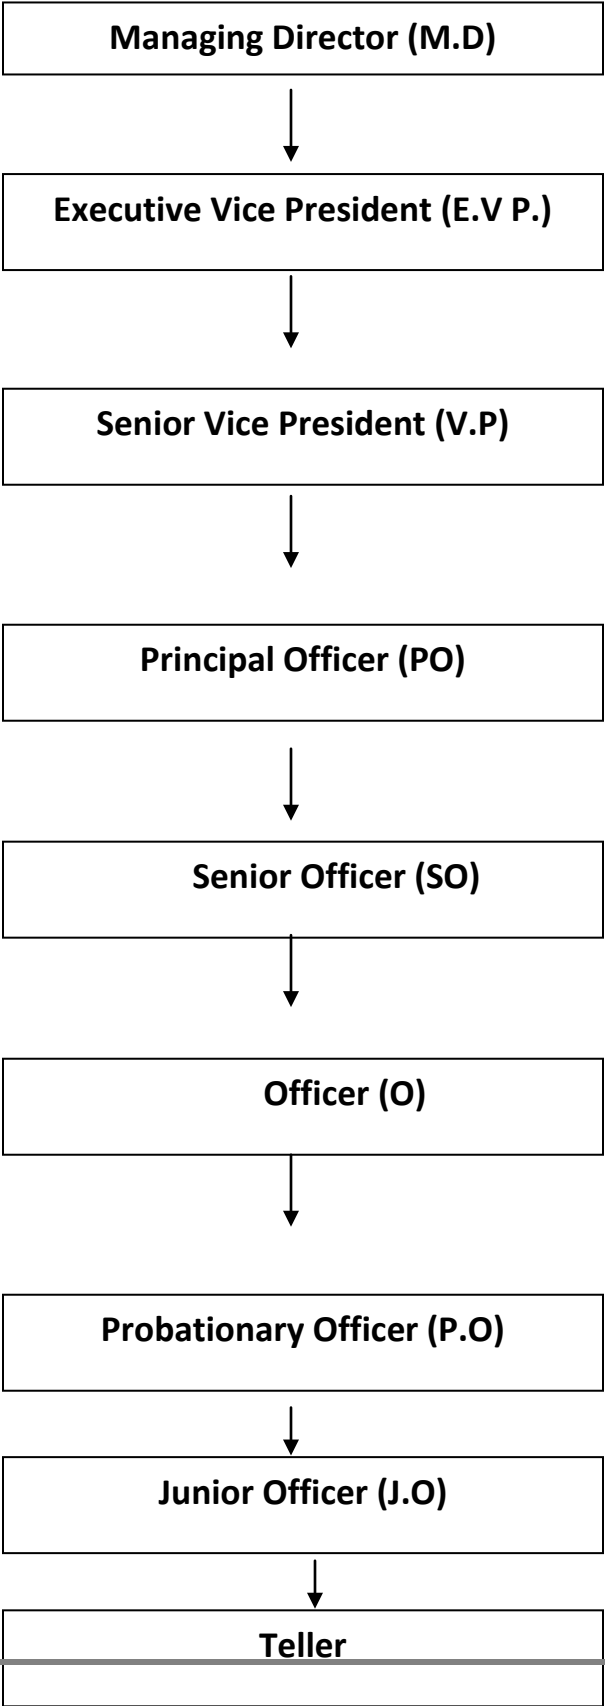 Managing Director (M.D)
Executive Vice President (E.V P.)
Senior Vice President (V.P)
Principal Officer (PO)
Senior Officer (SO)
Officer (O)
Probationary Officer (P.O)
Junior Officer (J.O)
Teller